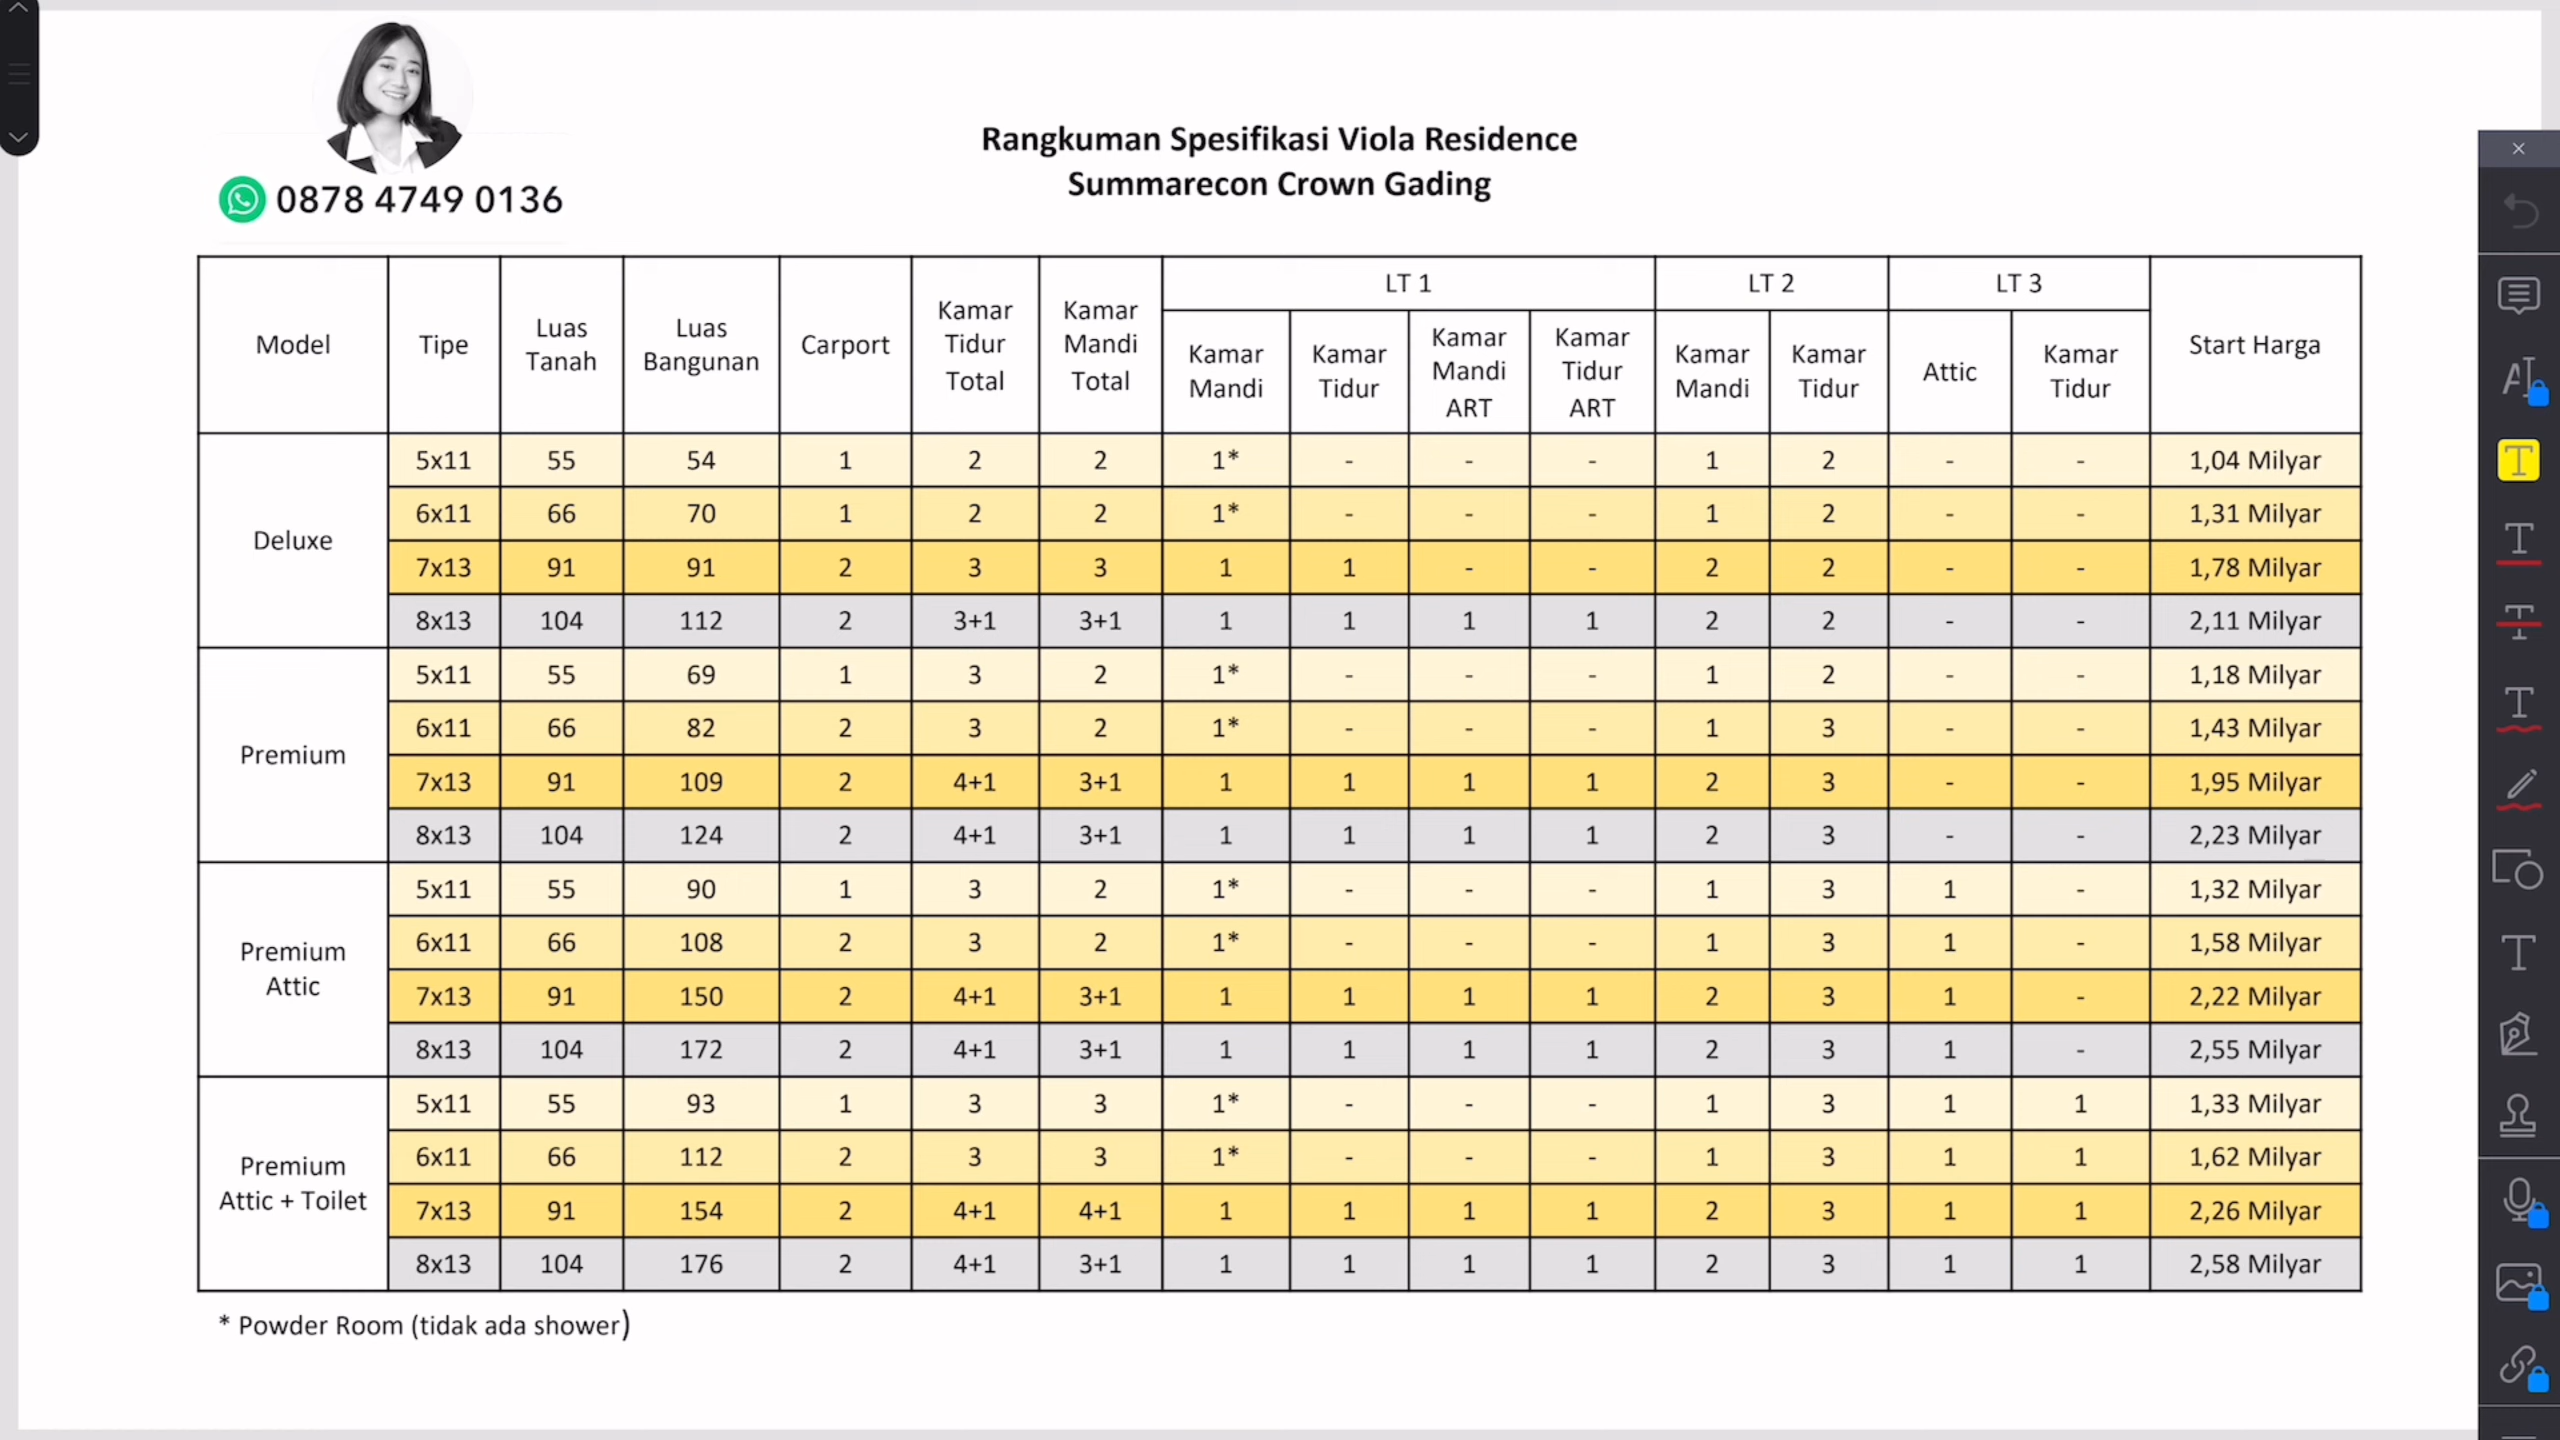 0878 4749 0136
Rangkuman Spesifikasi Viola Residence
Summarecon Crown Gading
Model Tipe Luas Tanah Luas Bangunan Carport Kamar Tidur Total Kamar Mandi Total LT 1 LT 2 LT 3 Start Harga
Kamar Mandi Kamar Tidur Kamar Mandi ART Kamar Tidur ART Kamar Mandi Kamar Tidur Attic Kamar Tidur
Deluxe
5x11 55 54 1 2 2 1* - - - 1 2 - - 1,04 Milyar
6x11 66 70 1 2 2 1* - - - 1 2 - - 1,31 Milyar
7x13 91 91 2 3 3 1 1 - - 2 2 - - 1,78 Milyar
8x13 104 112 2 3+1 3+1 1 1 1 1 2 2 - - 2,11 Milyar
Premium
5x11 55 69 1 3 2 1* - - - 1 2 - - 1,18 Milyar
6x11 66 82 2 3 2 1* - - - 1 3 - - 1,43 Milyar
7x13 91 109 2 4+1 3+1 1 1 1 1 2 3 - - 1,95 Milyar
8x13 104 124 2 4+1 3+1 1 1 1 1 2 3 - - 2,23 Milyar
Premium
Attic
5x11 55 90 1 3 2 1* - - - 1 3 1 - 1,32 Milyar
6x11 66 108 2 3 2 1* - - - 1 3 1 - 1,58 Milyar
7x13 91 150 2 4+1 3+1 1 1 1 1 2 3 1 - 2,22 Milyar
8x13 104 172 2 4+1 3+1 1 1 1 1 2 3 1 - 2,55 Milyar
Premium
Attic + Toilet
5x11 55 93 1 3 3 1* - - - 1 3 1 1 1,33 Milyar
6x11 66 112 2 3 3 1* - - - 1 3 1 1 1,62 Milyar
7x13 91 154 2 4+1 4+1 1 1 1 1 2 3 1 1 2,26 Milyar
8x13 104 176 2 4+1 3+1 1 1 1 1 2 3 1 1 2,58 Milyar
* Powder Room (tidak ada shower)